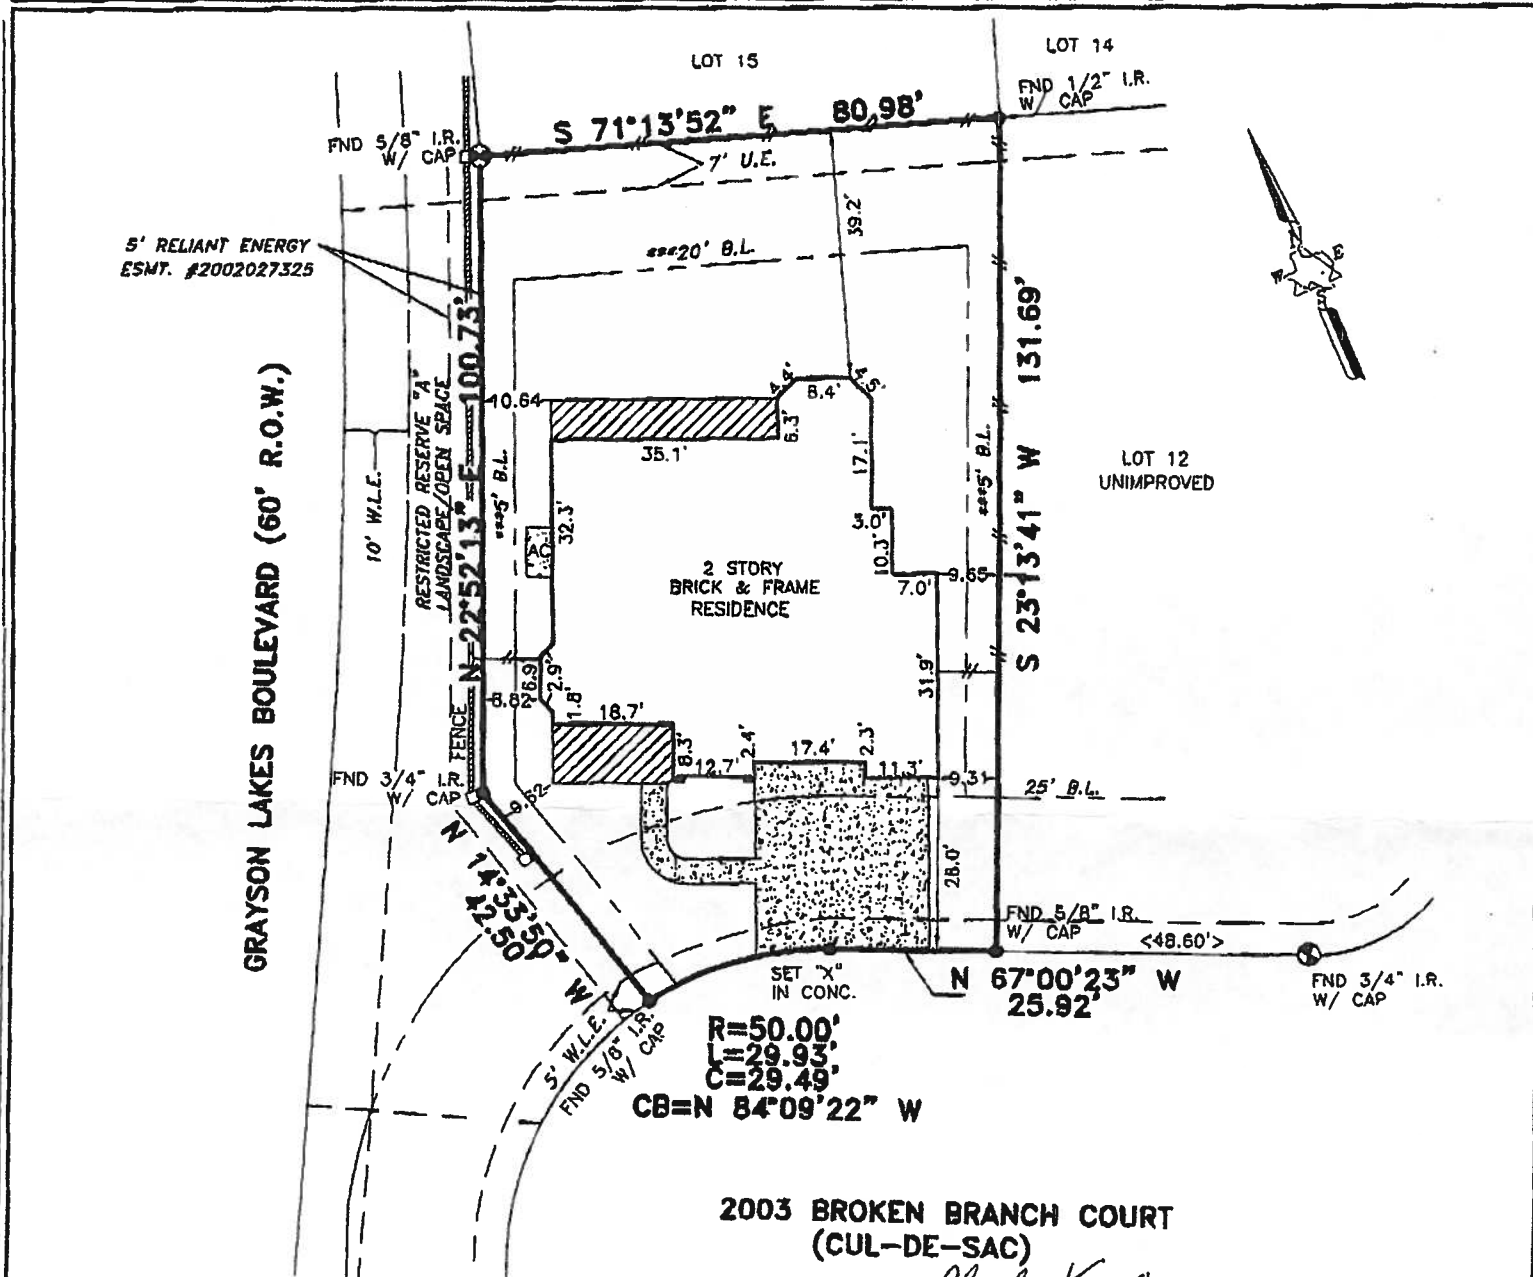 LOT 15
LOT 14
FND 1/2" I.R.
W/ CAP
S 71°13'52" E 80.98'
FND 5/8" I.R.
W/ CAP
7' U.E.
39.2'
5' RELIANT ENERGY
ESMT. #2002027325
***20' B.L.
E
W
S
N 22°52'13" E 100.73'
S 23°13'41" W 131.69'
GRAYSON LAKES BOULEVARD (60' R.O.W.)
10' W.L.E.
RESTRICTED RESERVE "A"
LANDSCAPE/OPEN SPACE
***5' B.L.
10.64
4.4'
8.4'
4.5'
6.3'
35.1'
17.1'
***5' B.L.
LOT 12
UNIMPROVED
32.3'
AC
3.0'
10.3'
7.0'
9.65
2 STORY
BRICK & FRAME
RESIDENCE
6.9
2.9'
8.82
1.8'
31.9'
18.7'
8.3'
12.7'
2.4'
17.4'
2.3'
11.3'
9.31
25' B.L.
FENCE
FND 3/4" I.R.
W/ CAP
9.62
N 14°33'50" W
42.50'
28.0'
FND 5/8" I.R.
W/ CAP
<48.60'>
FND 3/4" I.R.
W/ CAP
SET "X"
IN CONC.
N 67°00'23" W
25.92'
5' W.L.E.
FND 5/8" I.R.
W/ CAP
R=50.00'
L=29.93'
C=29.49'
CB=N 84°09'22" W
2003 BROKEN BRANCH COURT
(CUL-DE-SAC)